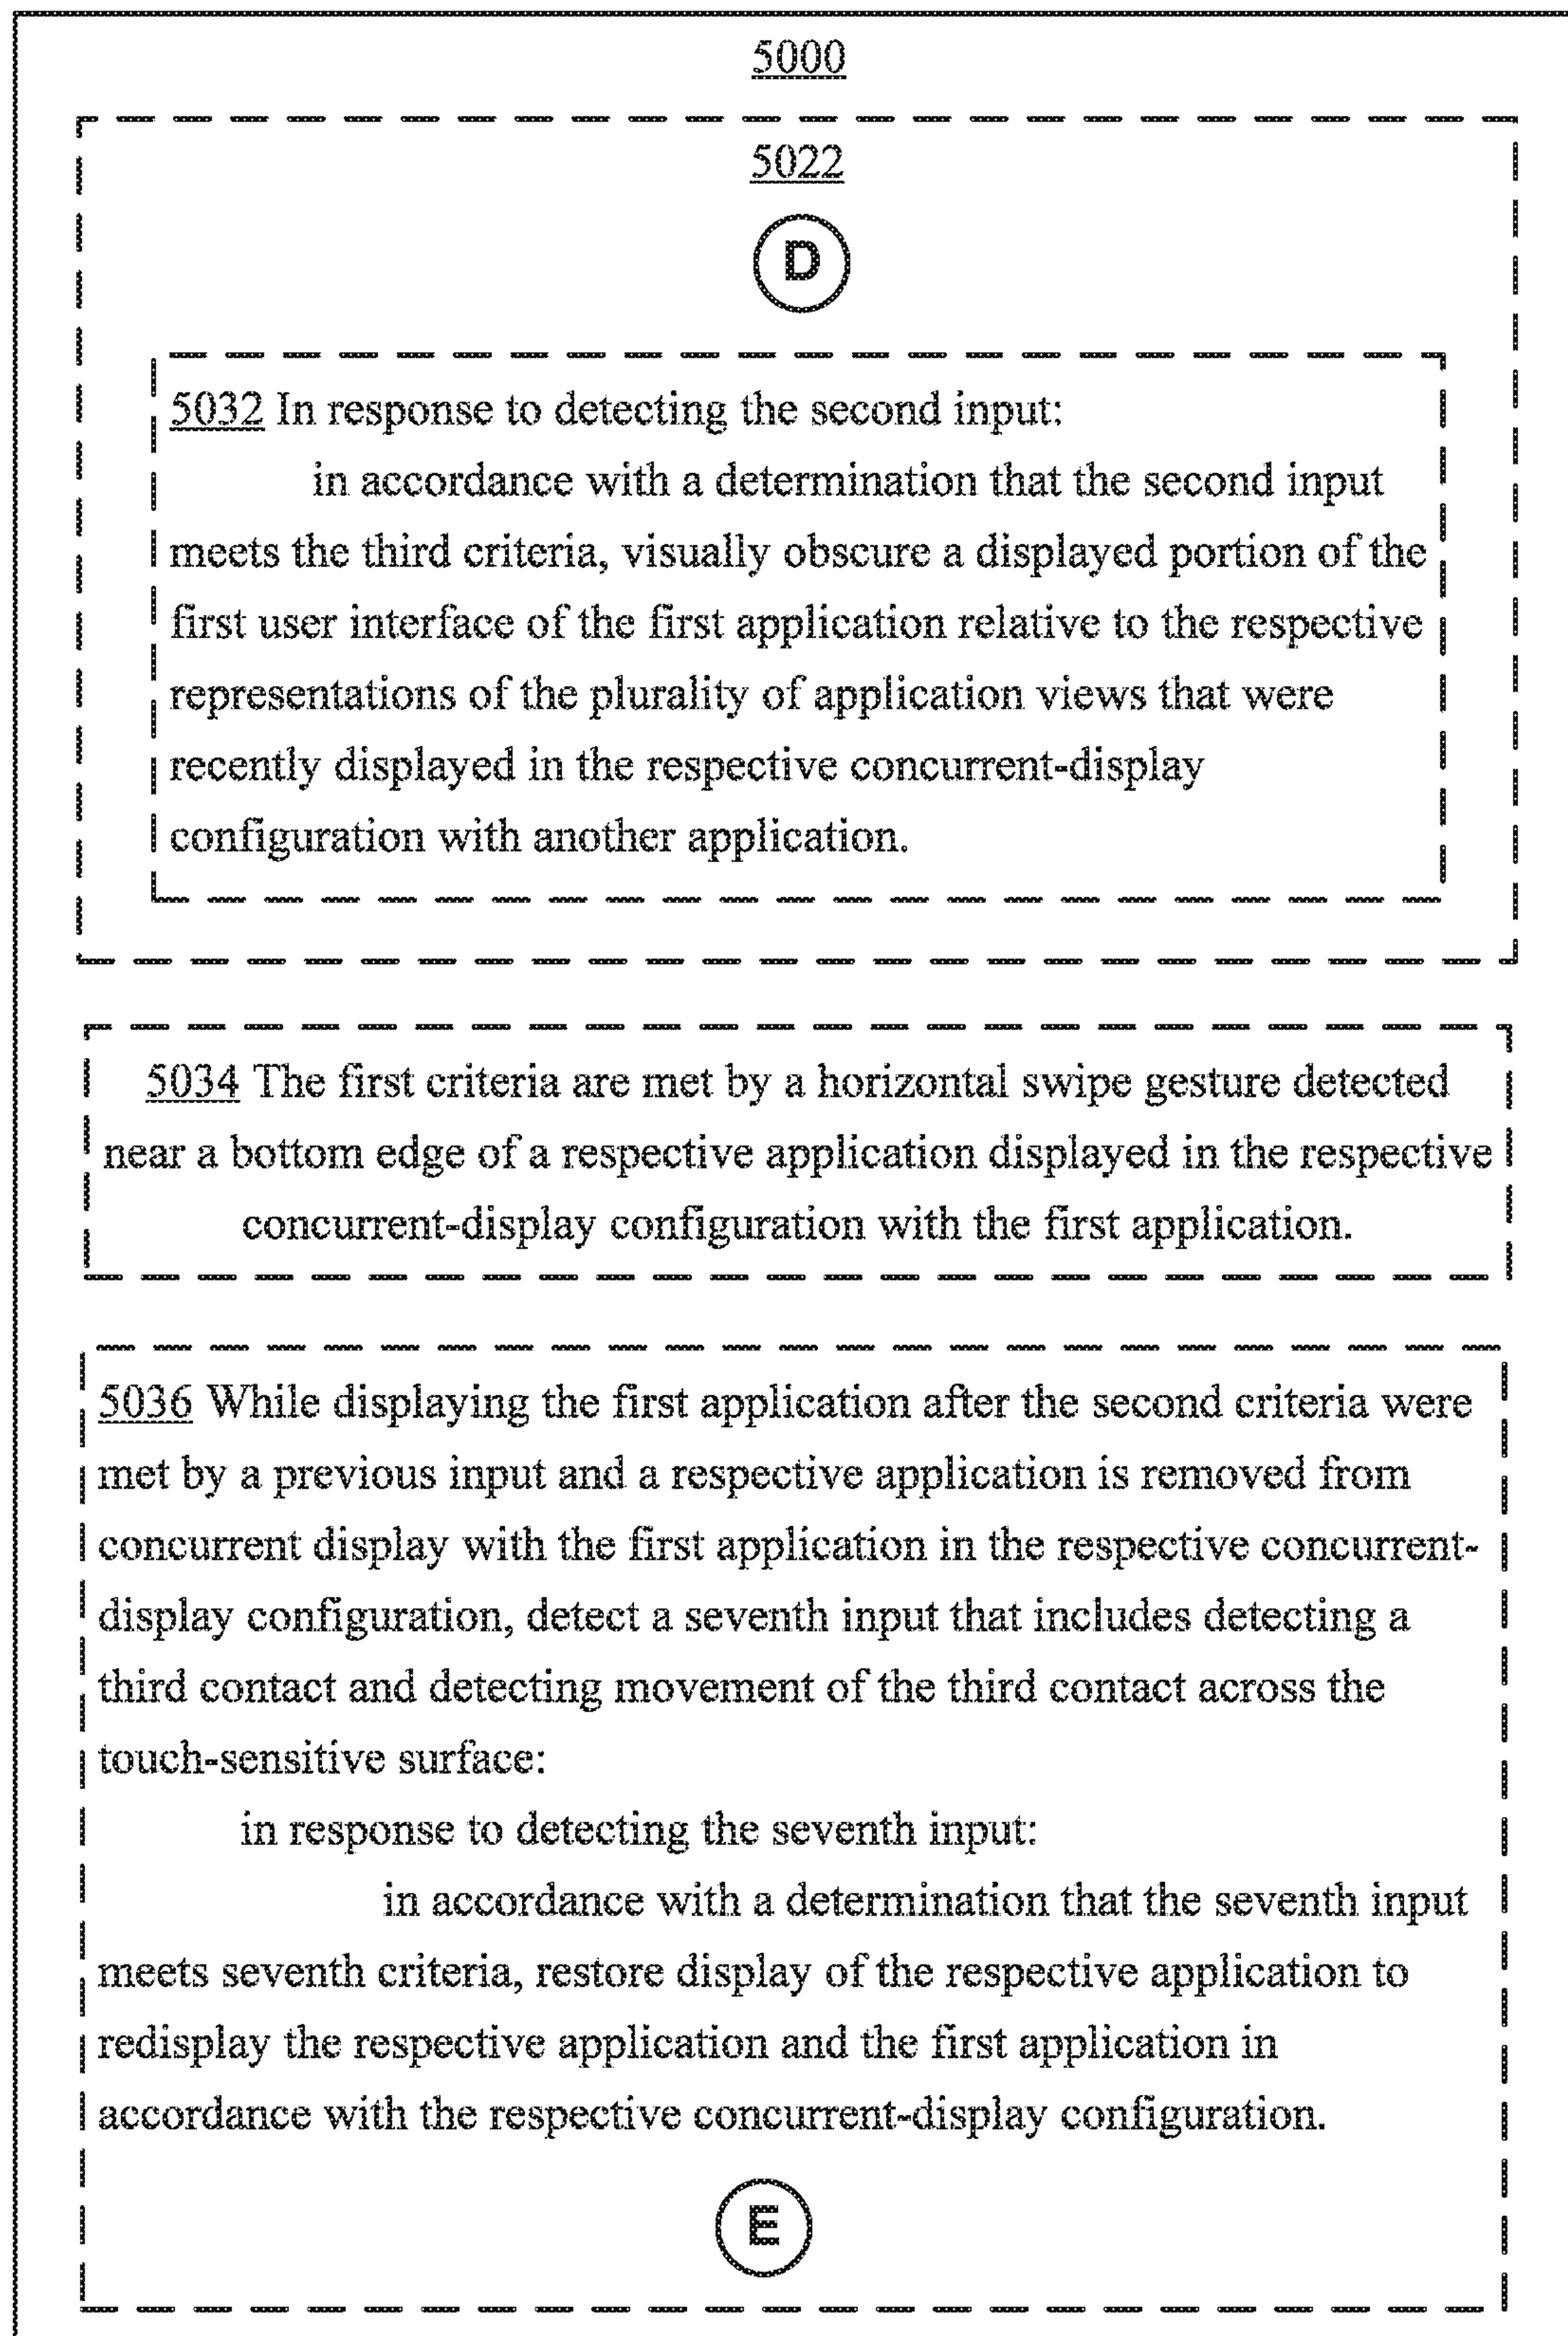 5000
5022
D
5032 In response to detecting the second input:
in accordance with a determination that the second input
meets the third criteria, visually obscure a displayed portion of the
first user interface of the first application relative to the respective
representations of the plurality of application views that were
recently displayed in the respective concurrent-display
configuration with another application.
5034 The first criteria are met by a horizontal swipe gesture detected
near a bottom edge of a respective application displayed in the respective
concurrent-display configuration with the first application.
5036 While displaying the first application after the second criteria were
met by a previous input and a respective application is removed from
concurrent display with the first application in the respective concurrent-
display configuration, detect a seventh input that includes detecting a
third contact and detecting movement of the third contact across the
touch-sensitive surface:
in response to detecting the seventh input:
in accordance with a determination that the seventh input
meets seventh criteria, restore display of the respective application to
redisplay the respective application and the first application in
accordance with the respective concurrent-display configuration.
E